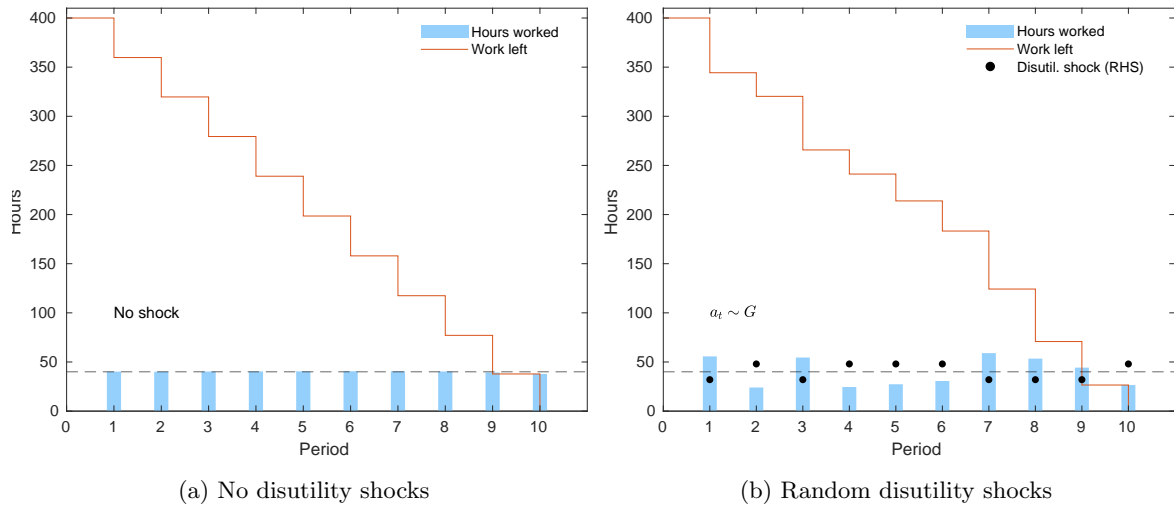 400
350
300
250
200
150
100
50
0
Hours
Hours worked
Work left
No shock
0 1 2 3 4 5 6 7 8 9 10
Period
(a) No disutility shocks
400
350
300
250
200
150
100
50
0
Hours
Hours worked
Work left
Disutil. shock (RHS)
a_t ∼ G
0 1 2 3 4 5 6 7 8 9 10
Period
(b) Random disutility shocks